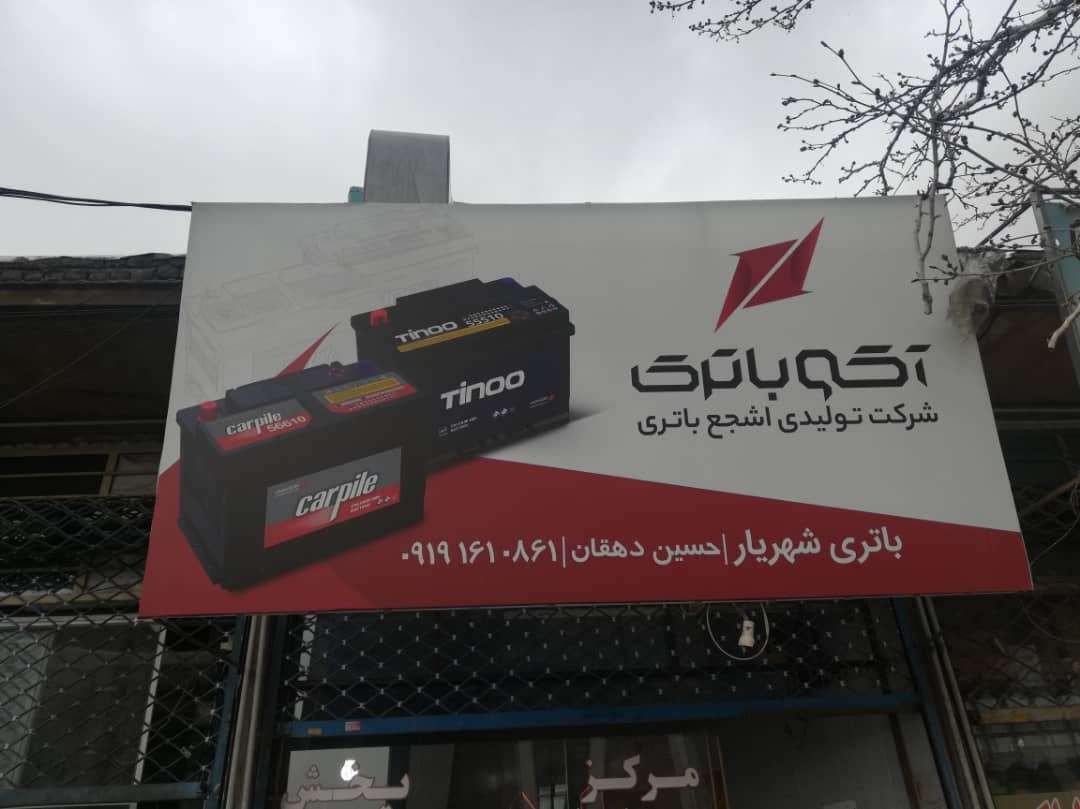 آکو باتری
شرکت تولیدی اشجع باتری
TINOO
55510
TINOO
carpile
56610
carpile
باتری شهریار | حسین دهقان | ۰۹۱۹ ۱۶۱ ۰۸۶۱
مرکز پخش